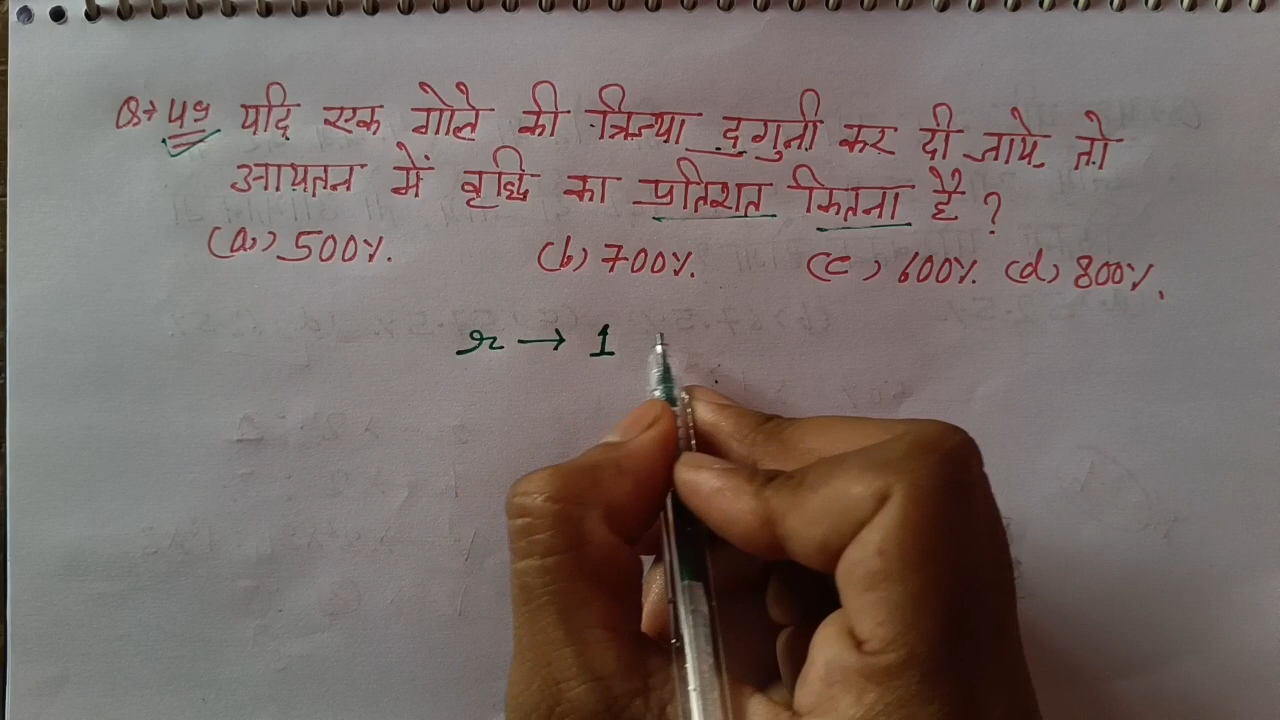 Q→ 49 यदि एक गोले की त्रिज्या दुगुनी कर दी जाये तो
आयतन में वृद्धि का प्रतिशत कितना है ?
(a) 500%. (b) 700%. (c) 600%. (d) 800%.
r → 1